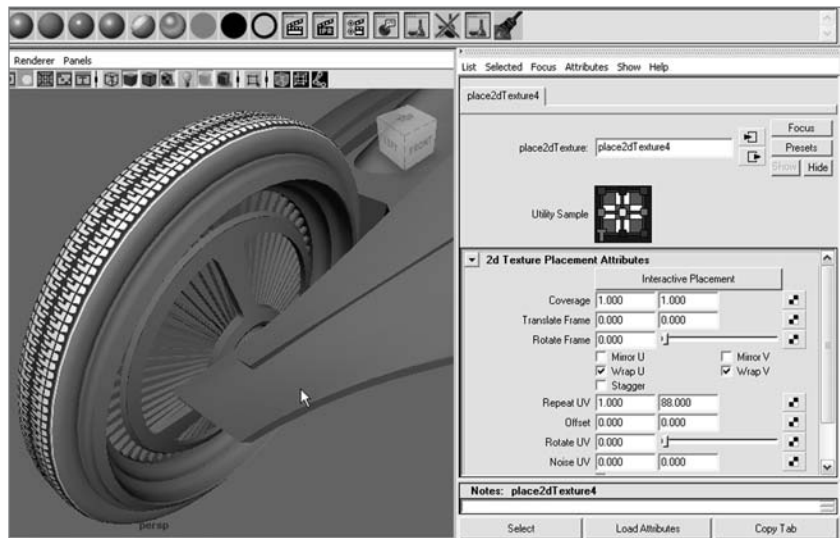 IPR
Renderer Panels
TOP
LEFT
FRONT
persp
List Selected Focus Attributes Show Help
place2dTexture4
place2dTexture: place2dTexture4
Focus
Presets
Show Hide
Utility Sample
2d Texture Placement Attributes
Interactive Placement
Coverage 1.000 1.000
Translate Frame 0.000 0.000
Rotate Frame 0.000
Mirror U Mirror V
Wrap U Wrap V
Stagger
Repeat UV 1.000 88.000
Offset 0.000 0.000
Rotate UV 0.000
Noise UV 0.000 0.000
Notes: place2dTexture4
Select Load Attributes Copy Tab